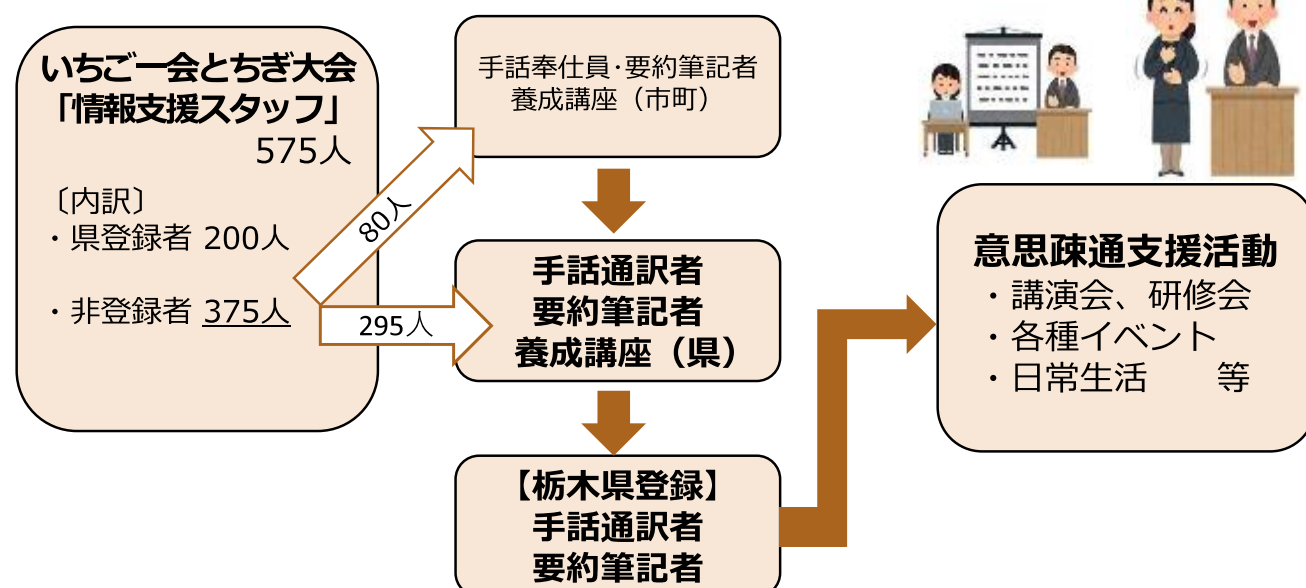 いちご一会とちぎ大会
「情報支援スタッフ」
575人
〔内訳〕
・県登録者 200人
・非登録者 375人
80人
295人
手話奉仕員・要約筆記者
養成講座（市町）
手話通訳者
要約筆記者
養成講座（県）
【栃木県登録】
手話通訳者
要約筆記者
意思疎通支援活動
・講演会、研修会
・各種イベント
・日常生活　　等